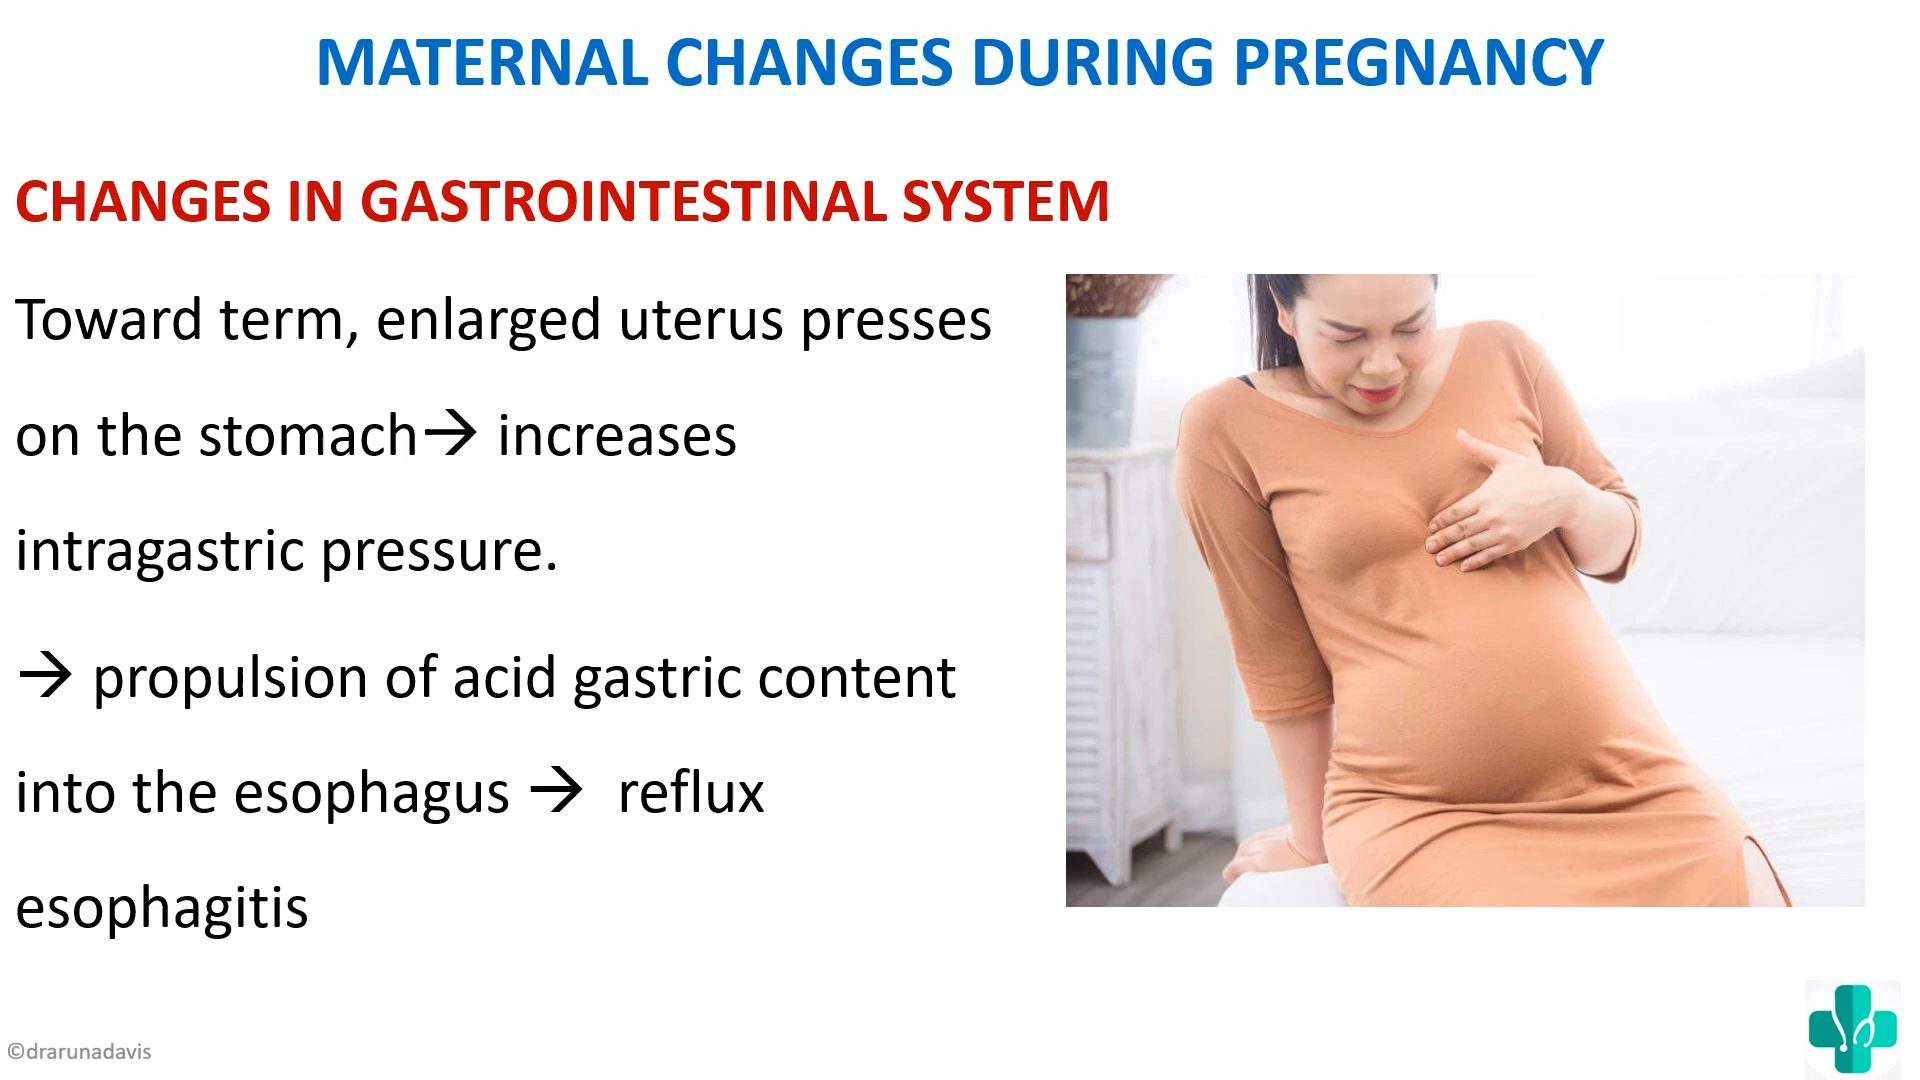 MATERNAL CHANGES DURING PREGNANCY
CHANGES IN GASTROINTESTINAL SYSTEM
Toward term, enlarged uterus presses
on the stomach→ increases
intragastric pressure.
→ propulsion of acid gastric content
into the esophagus → reflux
esophagitis
©drarunadavis